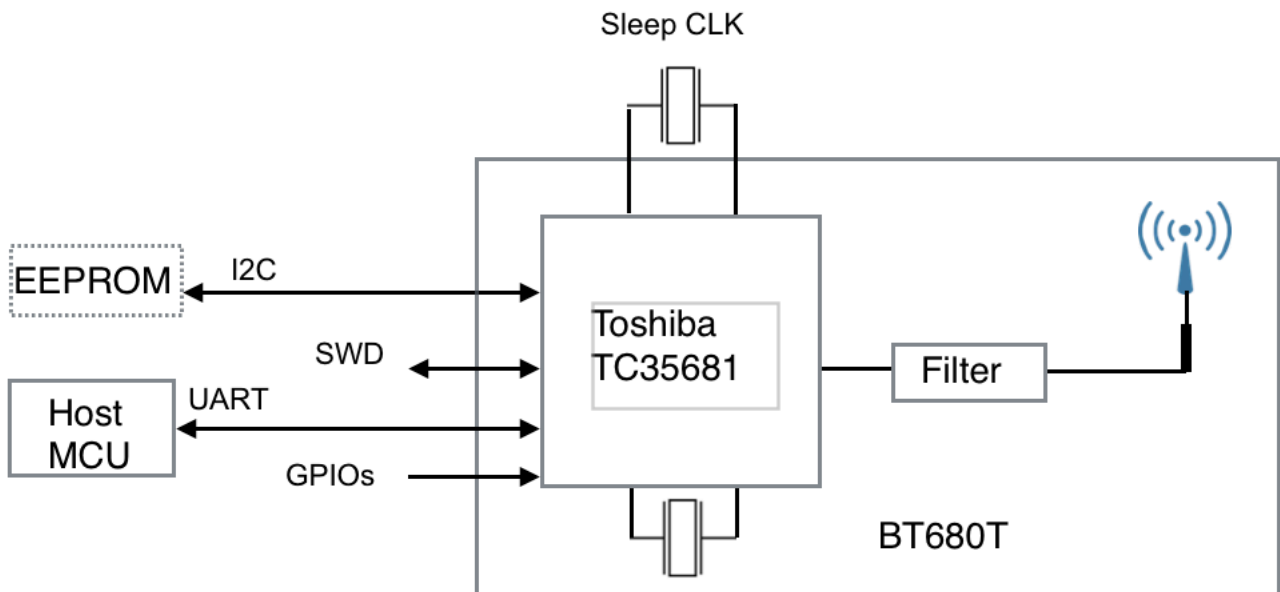 Sleep CLK
EEPROM
I2C
SWD
Toshiba
TC35681
Filter
Host
MCU
UART
GPIOs
BT680T